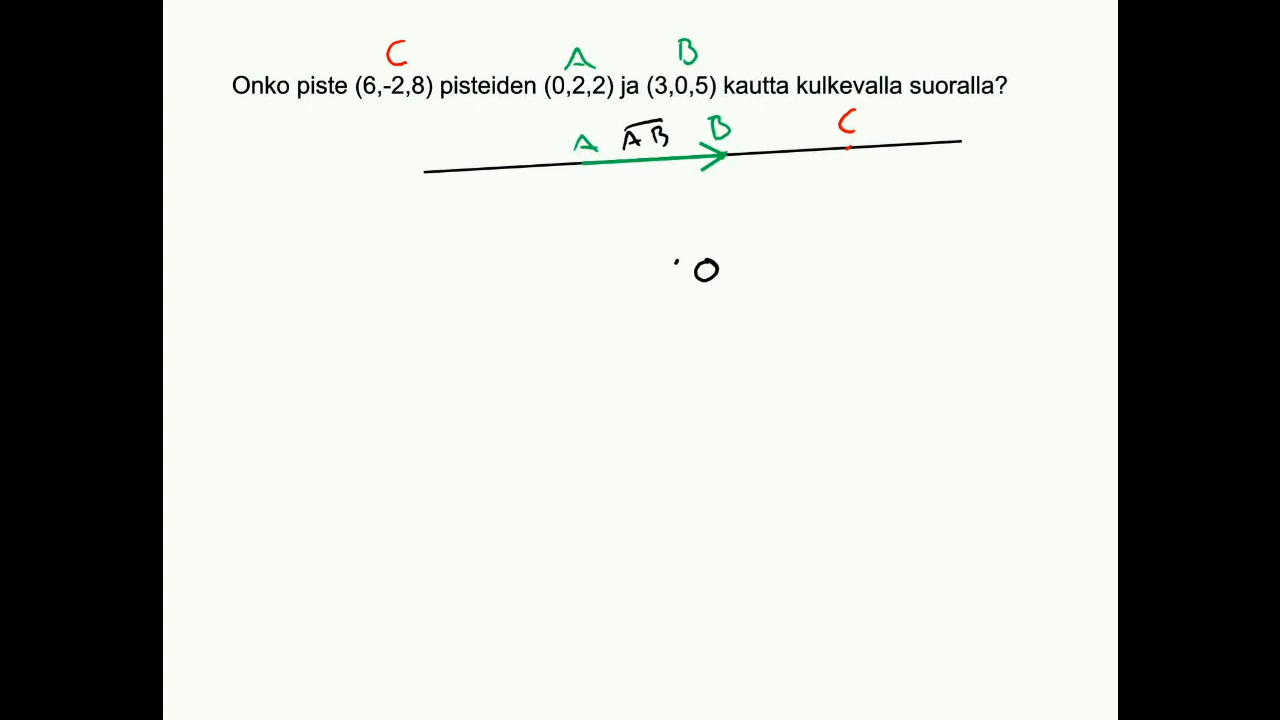 C A B
Onko piste (6,-2,8) pisteiden (0,2,2) ja (3,0,5) kautta kulkevalla suoralla?
A AB B C
O